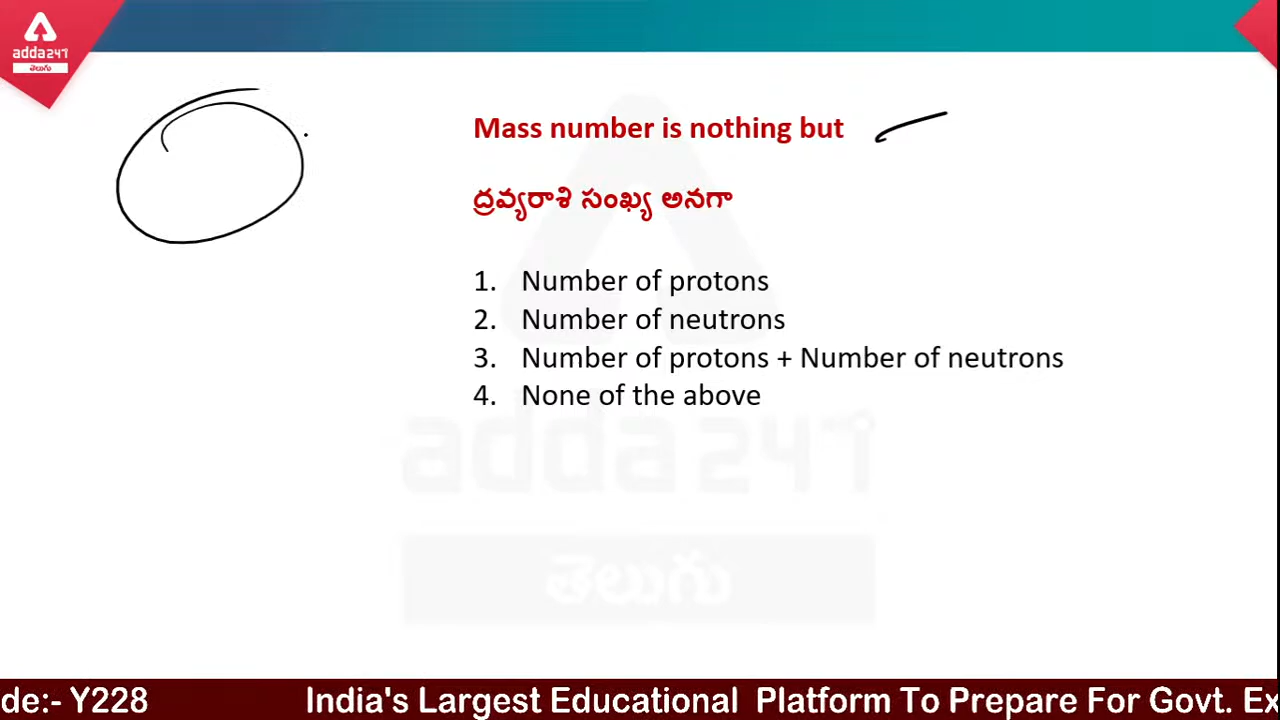 adda247
తెలుగు
Mass number is nothing but
ద్రవ్యరాశి సంఖ్య అనగా
1. Number of protons
2. Number of neutrons
3. Number of protons + Number of neutrons
4. None of the above
adda247
తెలుగు
de:- Y228 India's Largest Educational Platform To Prepare For Govt. Ex